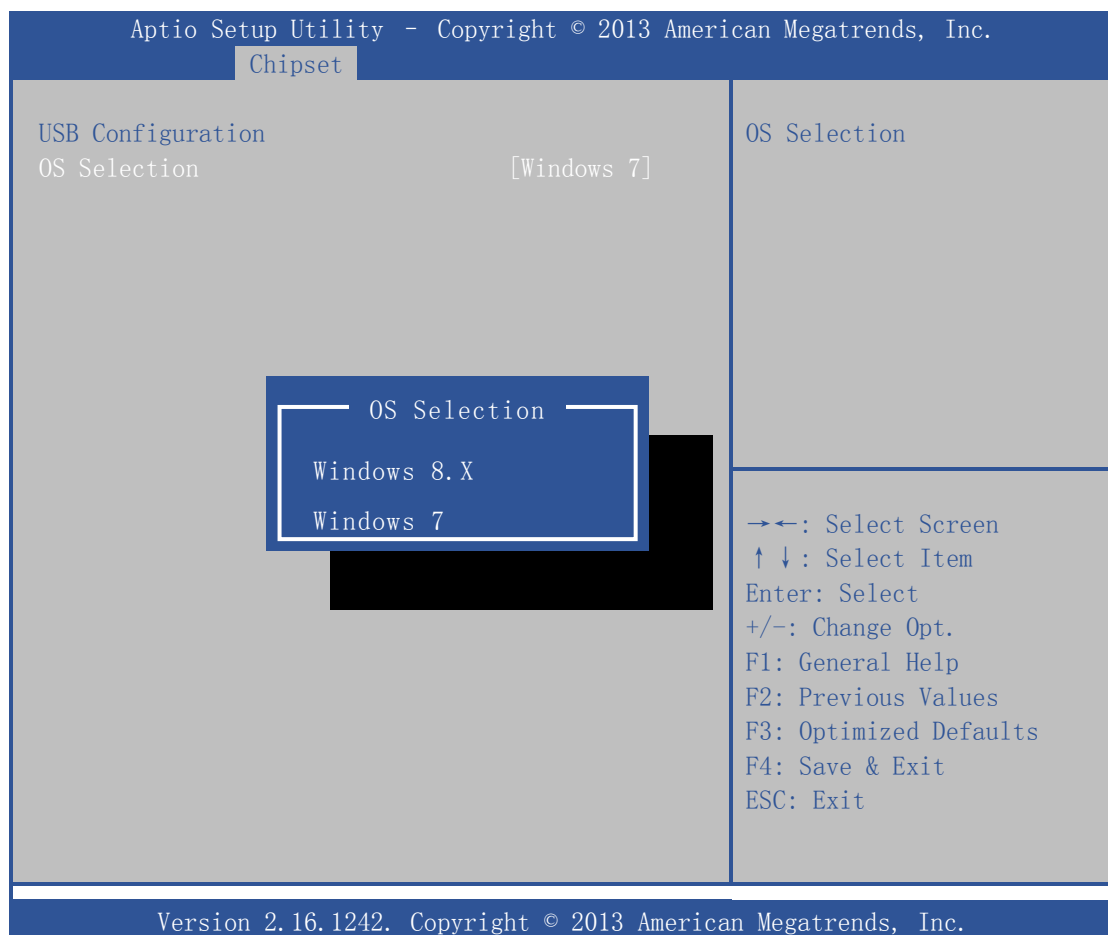 Aptio Setup Utility – Copyright © 2013 American Megatrends, Inc.
Chipset
USB Configuration
OS Selection [Windows 7]
OS Selection
Windows 8.X
Windows 7
OS Selection
→←: Select Screen
↑↓: Select Item
Enter: Select
+/-: Change Opt.
F1: General Help
F2: Previous Values
F3: Optimized Defaults
F4: Save & Exit
ESC: Exit
Version 2.16.1242. Copyright © 2013 American Megatrends, Inc.